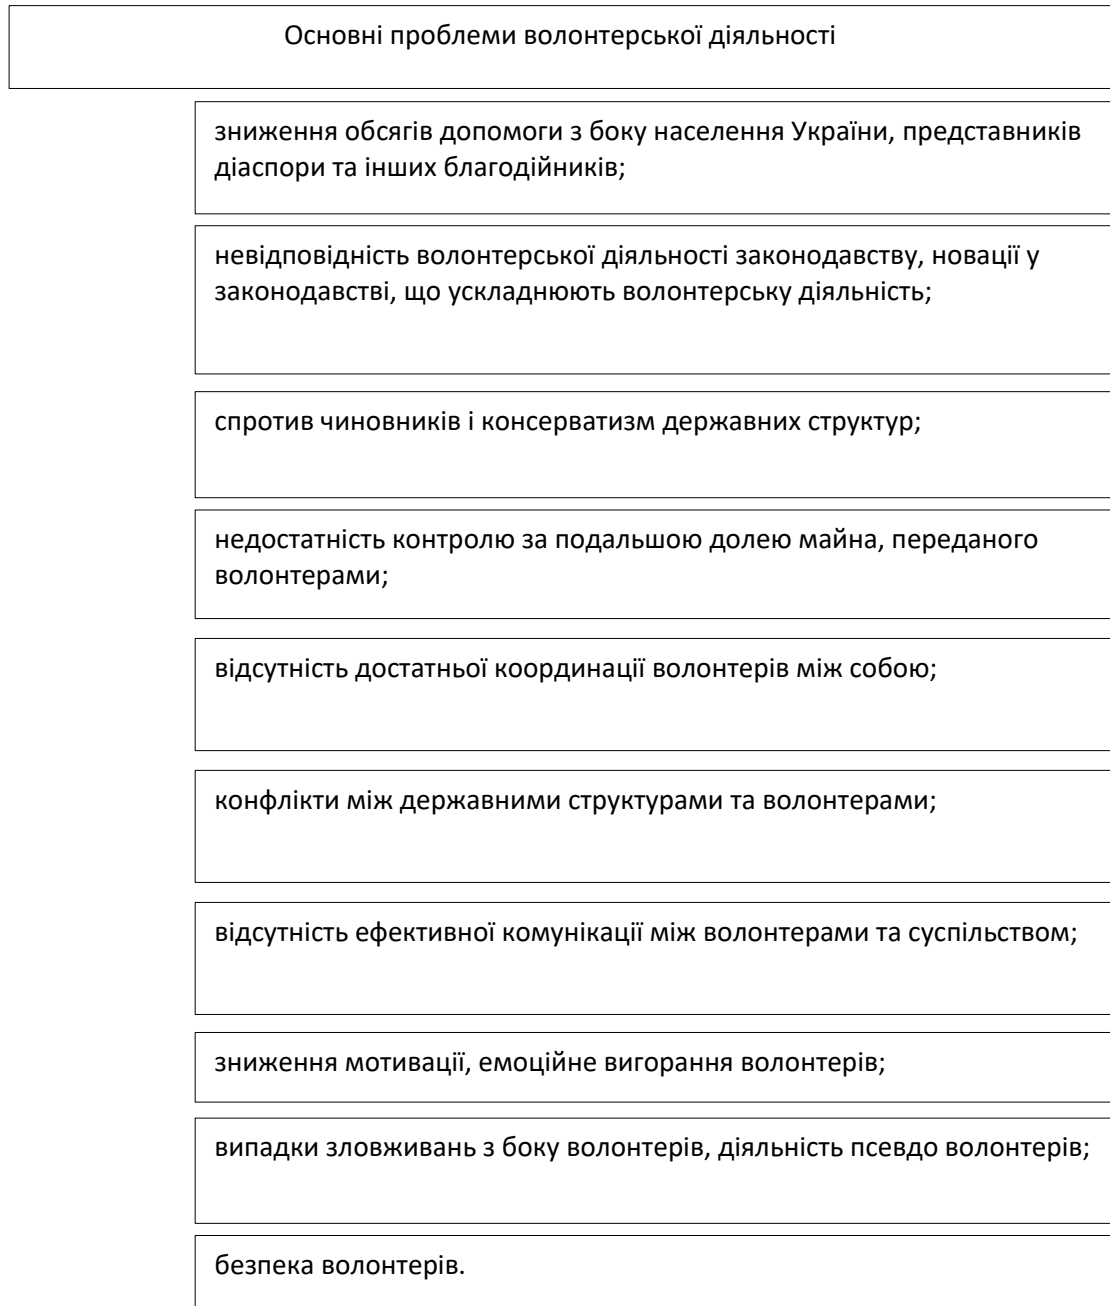 Основні проблеми волонтерської діяльності
зниження обсягів допомоги з боку населення України, представників
діаспори та інших благодійників;
невідповідність волонтерської діяльності законодавству, новації у
законодавстві, що ускладнюють волонтерську діяльність;
спротив чиновників і консерватизм державних структур;
недостатність контролю за подальшою долею майна, переданого
волонтерами;
відсутність достатньої координації волонтерів між собою;
конфлікти між державними структурами та волонтерами;
відсутність ефективної комунікації між волонтерами та суспільством;
зниження мотивації, емоційне вигорання волонтерів;
випадки зловживань з боку волонтерів, діяльність псевдо волонтерів;
безпека волонтерів.